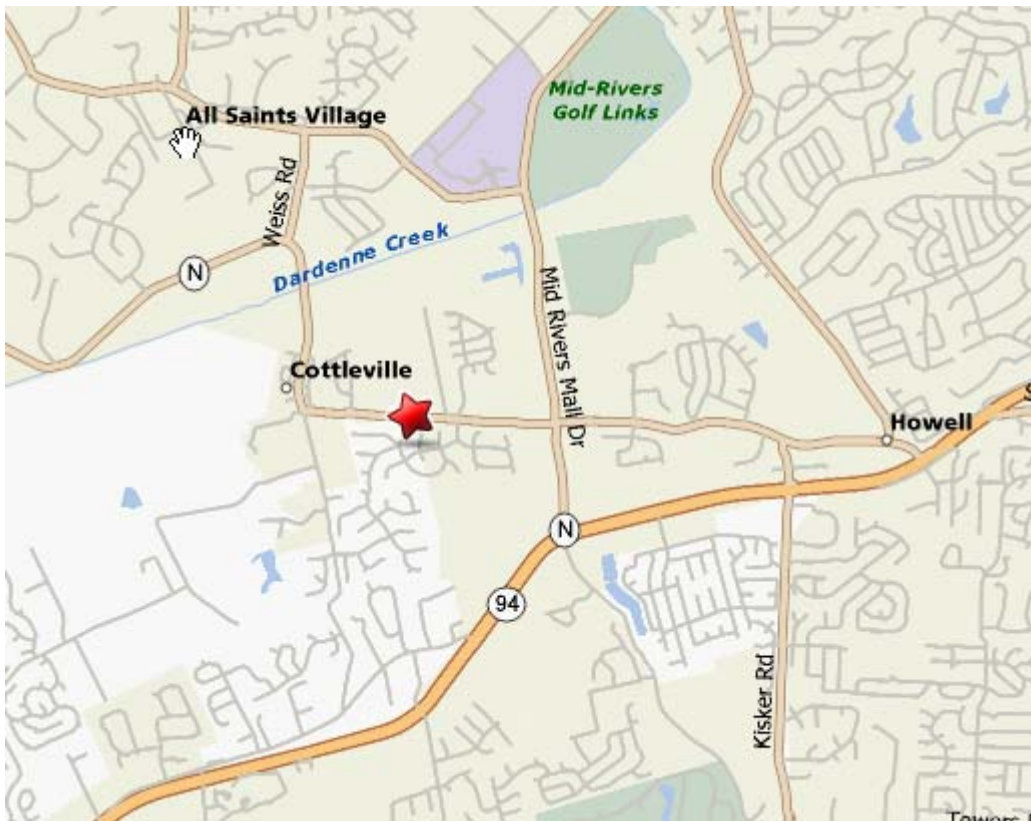 Mid-Rivers
Golf Links
All Saints Village
Weiss Rd
Dardenne Creek
N
Mid Rivers Mall Dr
Cottleville
Howell
N
94
Kisker Rd